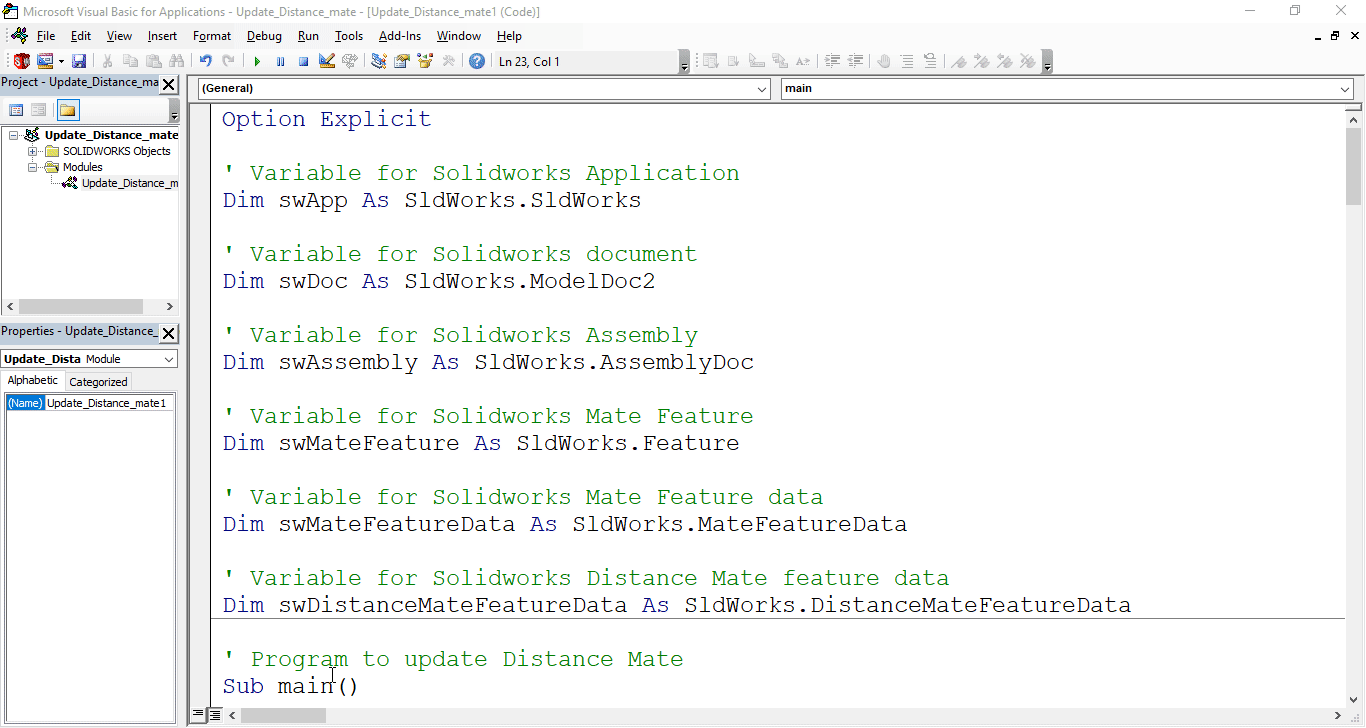 Microsoft Visual Basic for Applications - Update_Distance_mate - [Update_Distance_mate1 (Code)]
File Edit View Insert Format Debug Run Tools Add-Ins Window Help
Ln 23, Col 1
Project - Update_Distance_ma
Update_Distance_mate
SOLIDWORKS Objects
Modules
Update_Distance_m
Properties - Update_Distance_
Update_Dista Module
Alphabetic Categorized
(Name) Update_Distance_mate1
(General) main
Option Explicit
' Variable for Solidworks Application
Dim swApp As SldWorks.SldWorks
' Variable for Solidworks document
Dim swDoc As SldWorks.ModelDoc2
' Variable for Solidworks Assembly
Dim swAssembly As SldWorks.AssemblyDoc
' Variable for Solidworks Mate Feature
Dim swMateFeature As SldWorks.Feature
' Variable for Solidworks Mate Feature data
Dim swMateFeatureData As SldWorks.MateFeatureData
' Variable for Solidworks Distance Mate feature data
Dim swDistanceMateFeatureData As SldWorks.DistanceMateFeatureData
' Program to update Distance Mate
Sub main()